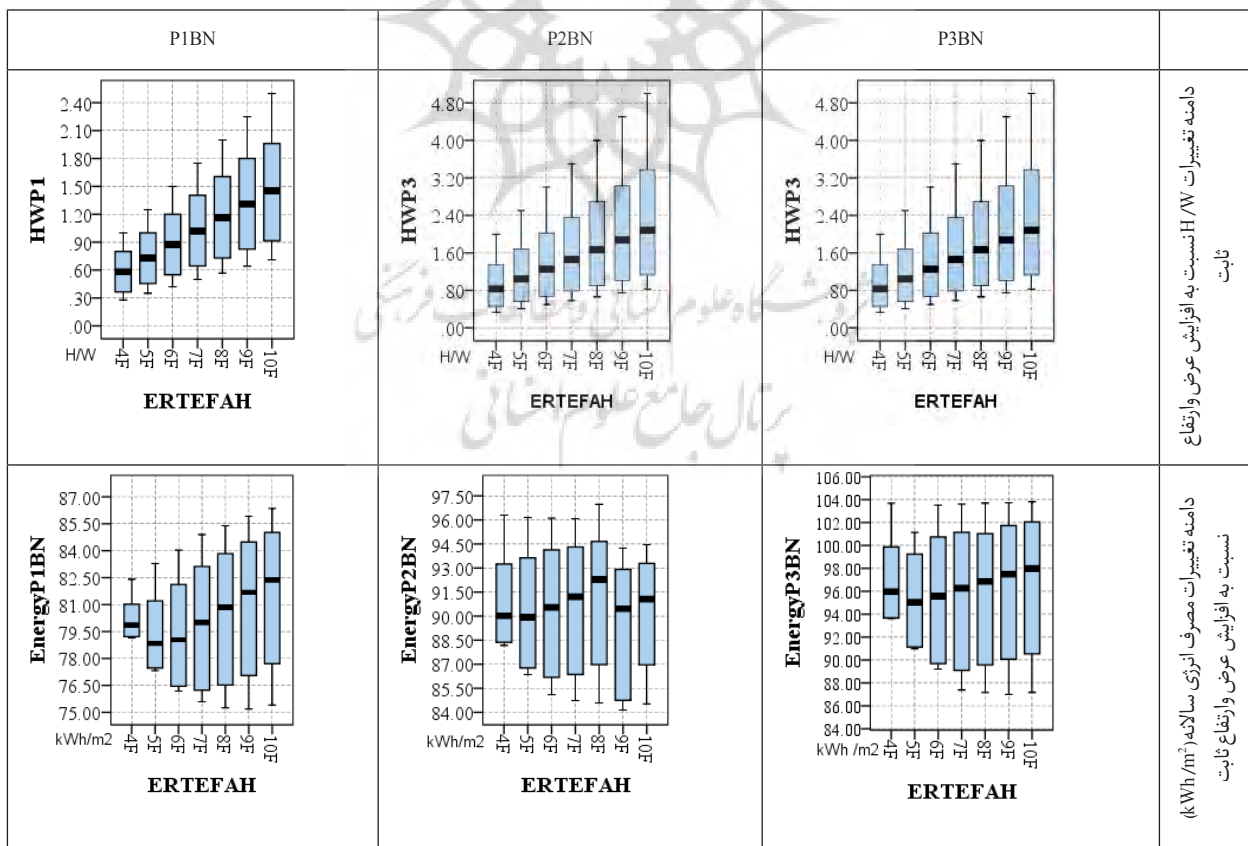 P1BN
P2BN
P3BN
HWP1
2.40
2.10
1.80
1.50
1.20
.90
.60
.30
.00
H/W
4F
5F
6F
7F
8F
9F
10F
ERTEFAH
HWP3
4.80
4.00
3.20
2.40
1.60
.80
.00
H/W
4F
5F
6F
7F
8F
9F
10F
ERTEFAH
HWP3
4.80
4.00
3.20
2.40
1.60
.80
.00
H/W
4F
5F
6F
7F
8F
9F
10F
ERTEFAH
دامنه تغییرات H/W نسبت به افزایش عرض وارتفاع
ثابت
پژوهشگاه علوم انسانی و مطالعات فرهنگی
پرتال جامع علوم انسانی
EnergyP1BN
87.00
85.50
84.00
82.50
81.00
79.50
78.00
76.50
75.00
kWh/m2
4F
5F
6F
7F
8F
9F
10F
ERTEFAH
EnergyP2BN
97.50
96.00
94.50
93.00
91.50
90.00
88.50
87.00
85.50
84.00
kWh/m2
4F
5F
6F
7F
8F
9F
10F
ERTEFAH
EnergyP3BN
106.00
104.00
102.00
100.00
98.00
96.00
94.00
92.00
90.00
88.00
86.00
84.00
kWh /m2
4F
5F
6F
7F
8F
9F
10F
ERTEFAH
دامنه تغییرات مصرف انرژی سالانه (kWh/m²)
نسبت به افزایش عرض وارتفاع ثابت